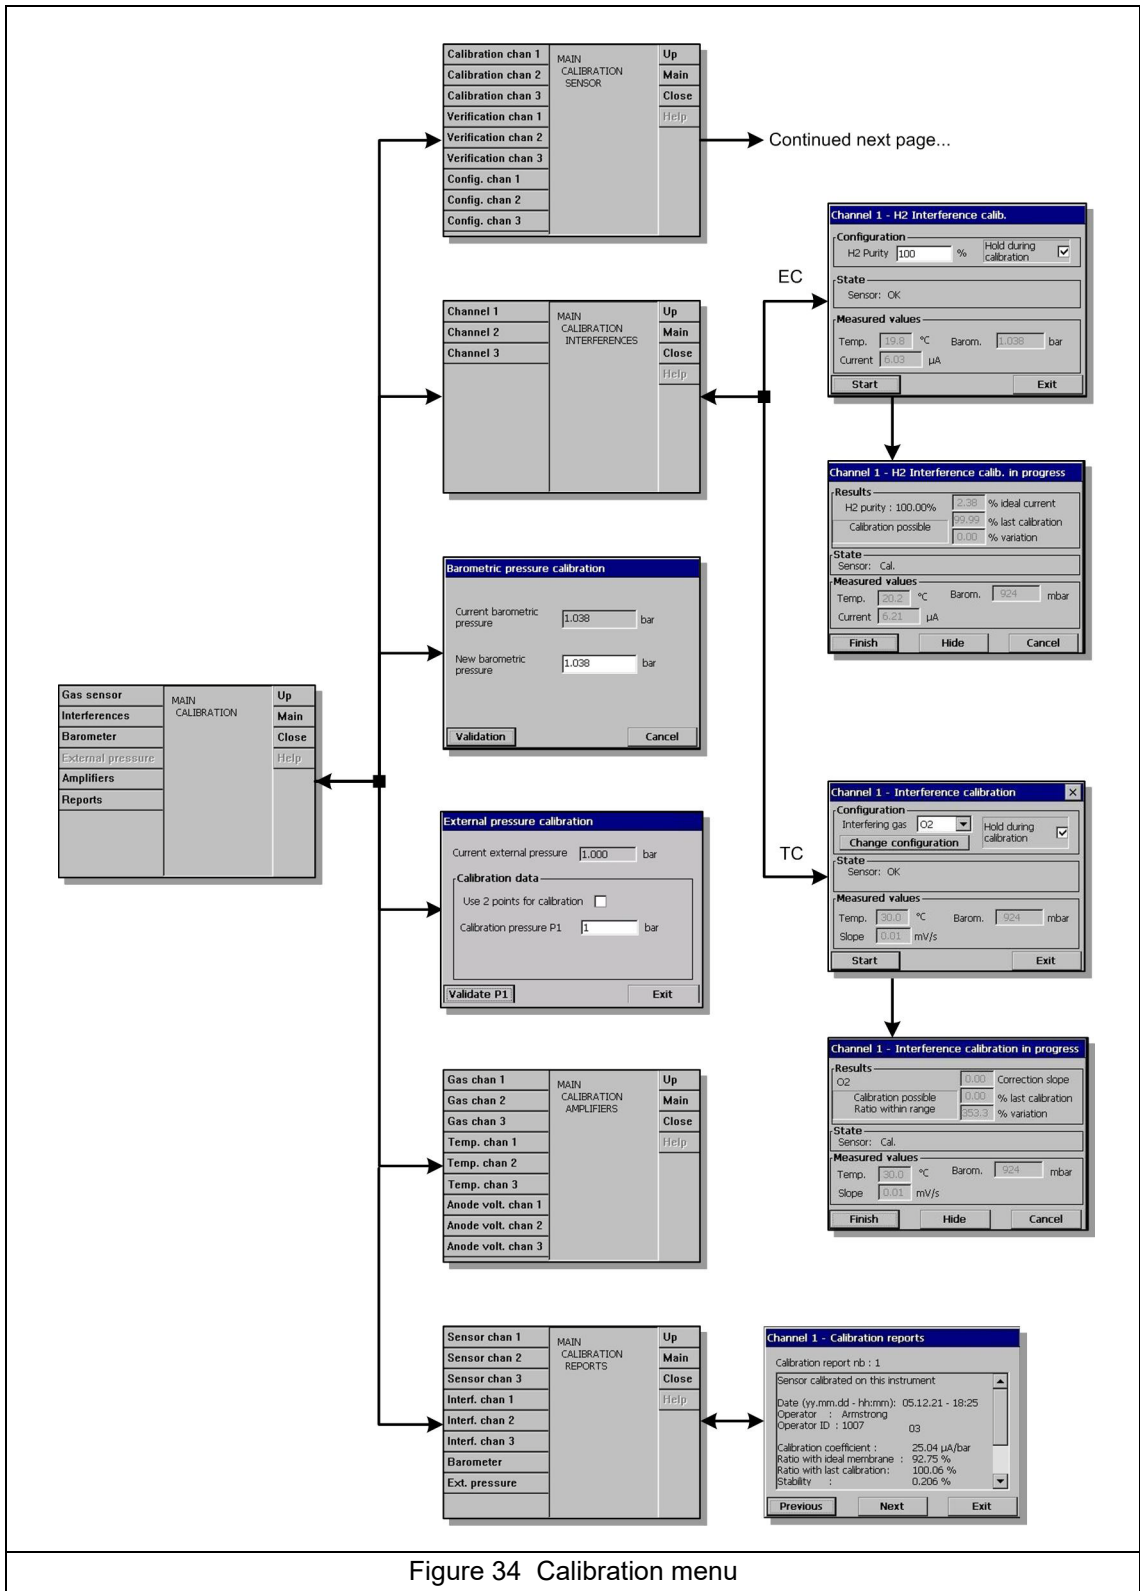 Calibration chan 1
Calibration chan 2
Calibration chan 3
Verification chan 1
Verification chan 2
Verification chan 3
Config. chan 1
Config. chan 2
Config. chan 3
MAIN
CALIBRATION
SENSOR
Up
Main
Close
Help
Continued next page...
Channel 1
Channel 2
Channel 3
MAIN
CALIBRATION
INTERFERENCES
Up
Main
Close
Help
EC
Channel 1 - H2 Interference calib.
Configuration
H2 Purity 100 % Hold during
calibration
State
Sensor: OK
Measured values
Temp. 19.8 °C Barom. 1.038 bar
Current 6.03 µA
Start Exit
Channel 1 - H2 Interference calib. in progress
Results
H2 purity : 100.00% 2.38 % ideal current
Calibration possible 99.99 % last calibration
0.00 % variation
State
Sensor: Cal.
Measured values
Temp. 20.2 °C Barom. 924 mbar
Current 6.21 µA
Finish Hide Cancel
Barometric pressure calibration
Current barometric
pressure 1.038 bar
New barometric
pressure 1.038 bar
Validation Cancel
Gas sensor
Interferences
Barometer
External pressure
Amplifiers
Reports
MAIN
CALIBRATION
Up
Main
Close
Help
External pressure calibration
Current external pressure 1.000 bar
Calibration data
Use 2 points for calibration
Calibration pressure P1 1 bar
Validate P1 Exit
TC
Channel 1 - Interference calibration
Configuration
Interfering gas O2 Hold during
calibration
Change configuration
State
Sensor: OK
Measured values
Temp. 30.0 °C Barom. 924 mbar
Slope 0.01 mV/s
Start Exit
Channel 1 - Interference calibration in progress
Results
O2 0.00 Correction slope
Calibration possible 0.00 % last calibration
Ratio within range 353.3 % variation
State
Sensor: Cal.
Measured values
Temp. 30.0 °C Barom. 924 mbar
Slope 0.01 mV/s
Finish Hide Cancel
Gas chan 1
Gas chan 2
Gas chan 3
Temp. chan 1
Temp. chan 2
Temp. chan 3
Anode volt. chan 1
Anode volt. chan 2
Anode volt. chan 3
MAIN
CALIBRATION
AMPLIFIERS
Up
Main
Close
Help
Sensor chan 1
Sensor chan 2
Sensor chan 3
Interf. chan 1
Interf. chan 2
Interf. chan 3
Barometer
Ext. pressure
MAIN
CALIBRATION
REPORTS
Up
Main
Close
Help
Channel 1 - Calibration reports
Calibration report nb : 1
Sensor calibrated on this instrument
Date (yy.mm.dd - hh:mm): 05.12.21 - 18:25
Operator : Armstrong
Operator ID : 1007 03
Calibration coefficient : 25.04 µA/bar
Ratio with ideal membrane : 92.75 %
Ratio with last calibration: 100.06 %
Stability : 0.206 %
Previous Next Exit
Figure 34 Calibration menu